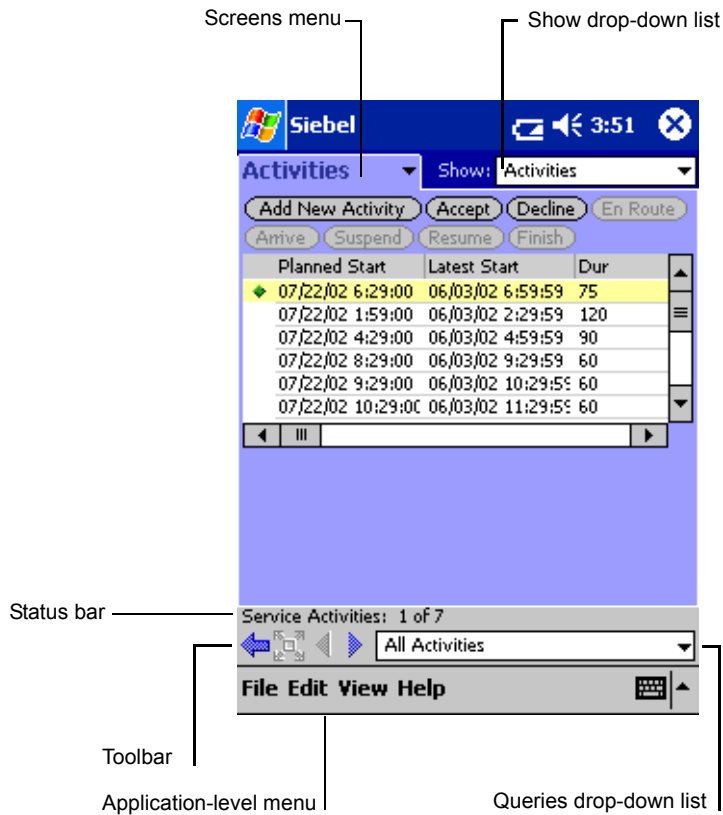 Screens menu
Show drop-down list
Siebel
3:51
Activities
Show: Activities
Add New Activity Accept Decline En Route
Arrive Suspend Resume Finish
Planned Start Latest Start Dur
07/22/02 6:29:00 06/03/02 6:59:59 75
07/22/02 1:59:00 06/03/02 2:29:59 120
07/22/02 4:29:00 06/03/02 4:59:59 90
07/22/02 8:29:00 06/03/02 9:29:59 60
07/22/02 9:29:00 06/03/02 10:29:59 60
07/22/02 10:29:00 06/03/02 11:29:59 60
Status bar
Service Activities: 1 of 7
All Activities
File Edit View Help
Toolbar
Application-level menu
Queries drop-down list